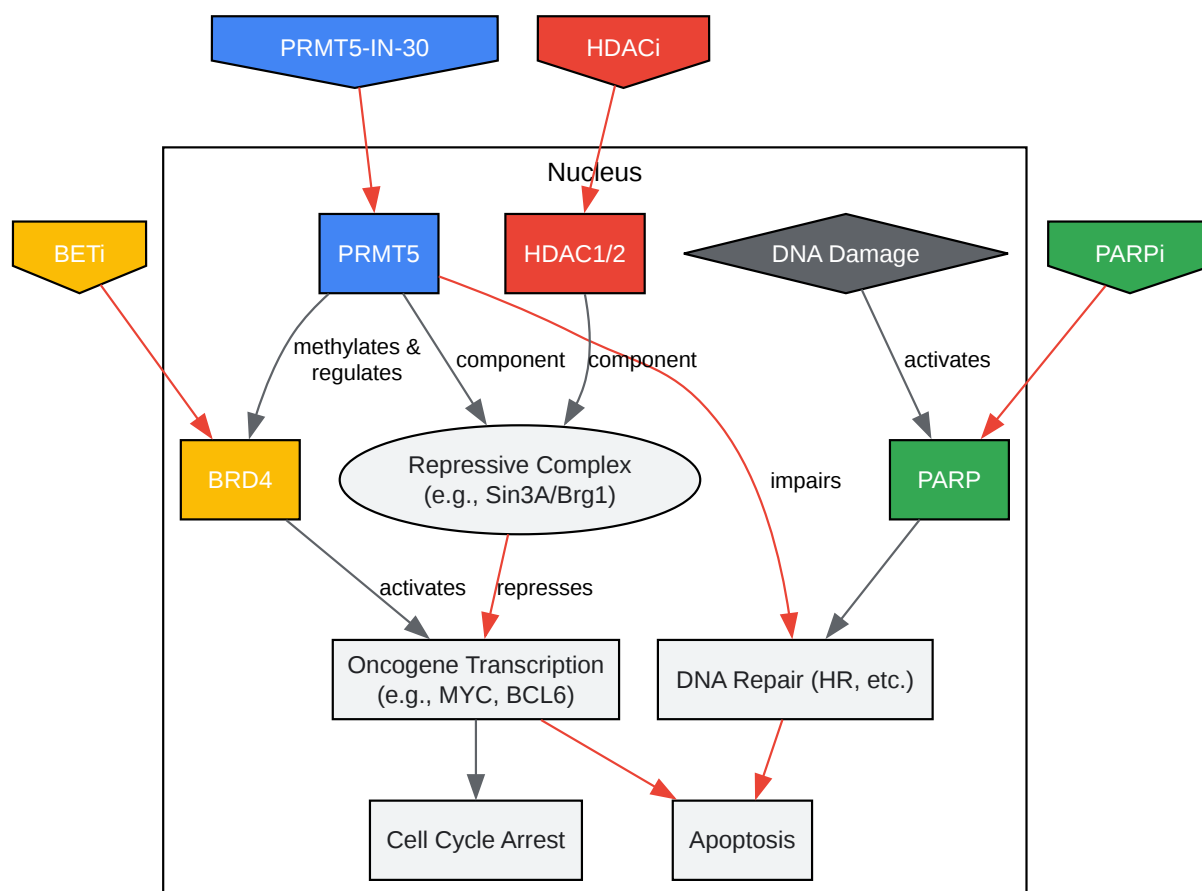 PRMT5-IN-30
HDACi
Nucleus
BETi
PRMT5
HDAC1/2
DNA Damage
PARPi
methylates &
regulates
component
component
activates
BRD4
Repressive Complex
(e.g., Sin3A/Brg1)
impairs
PARP
activates
represses
Oncogene Transcription
(e.g., MYC, BCL6)
DNA Repair (HR, etc.)
Cell Cycle Arrest
Apoptosis